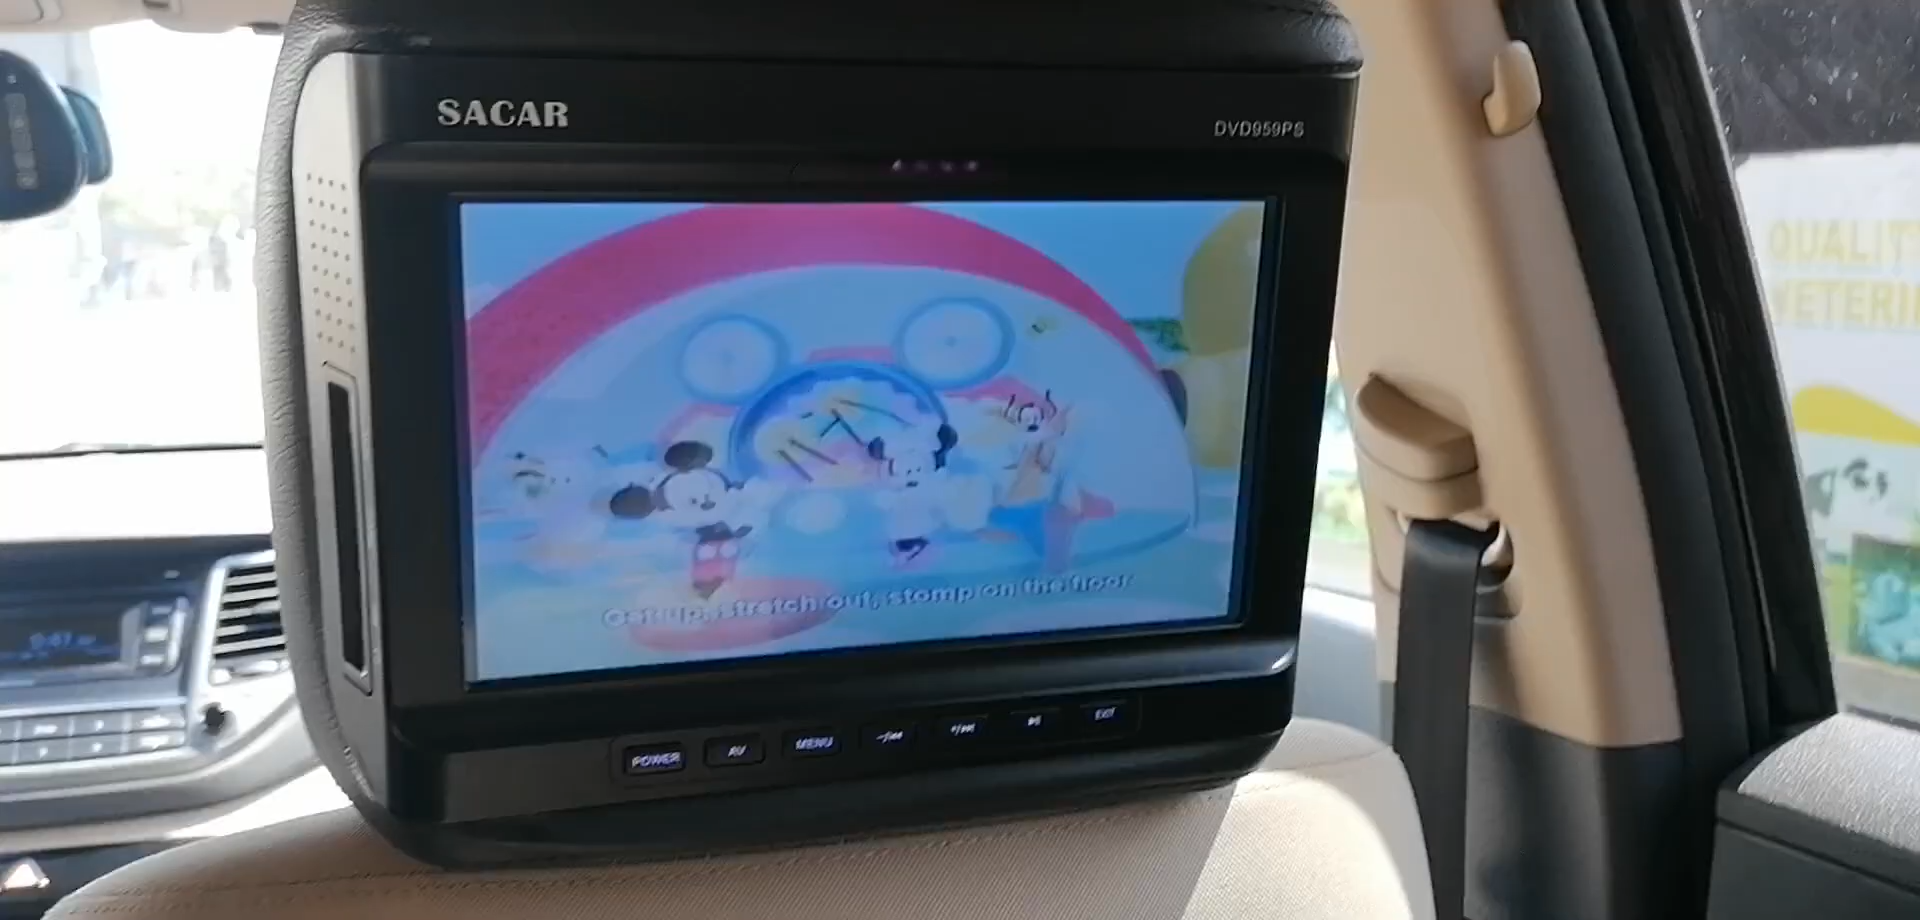 SACAR
DVD959PS
Get up, stretch out, stomp on the floor
POWER
AV
MENU
EXIT
QUALIT
VETERI